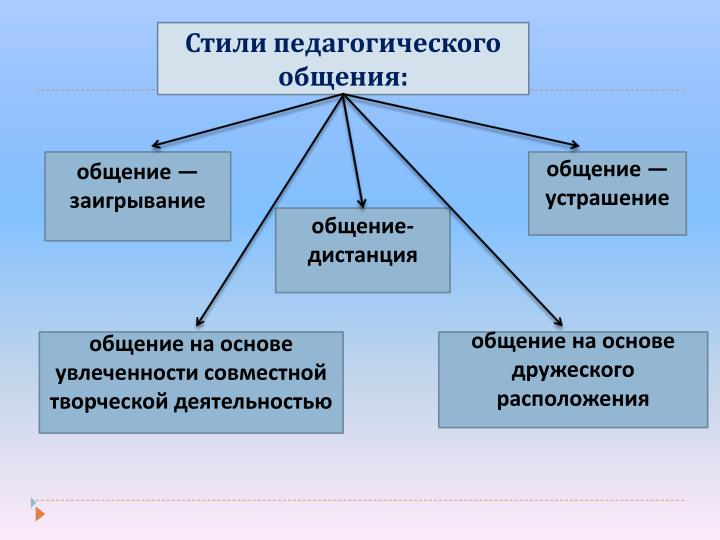 Стили педагогического
общения:
общение —
заигрывание
общение —
устрашение
общение-
дистанция
общение на основе
увлеченности совместной
творческой деятельностью
общение на основе
дружеского
расположения